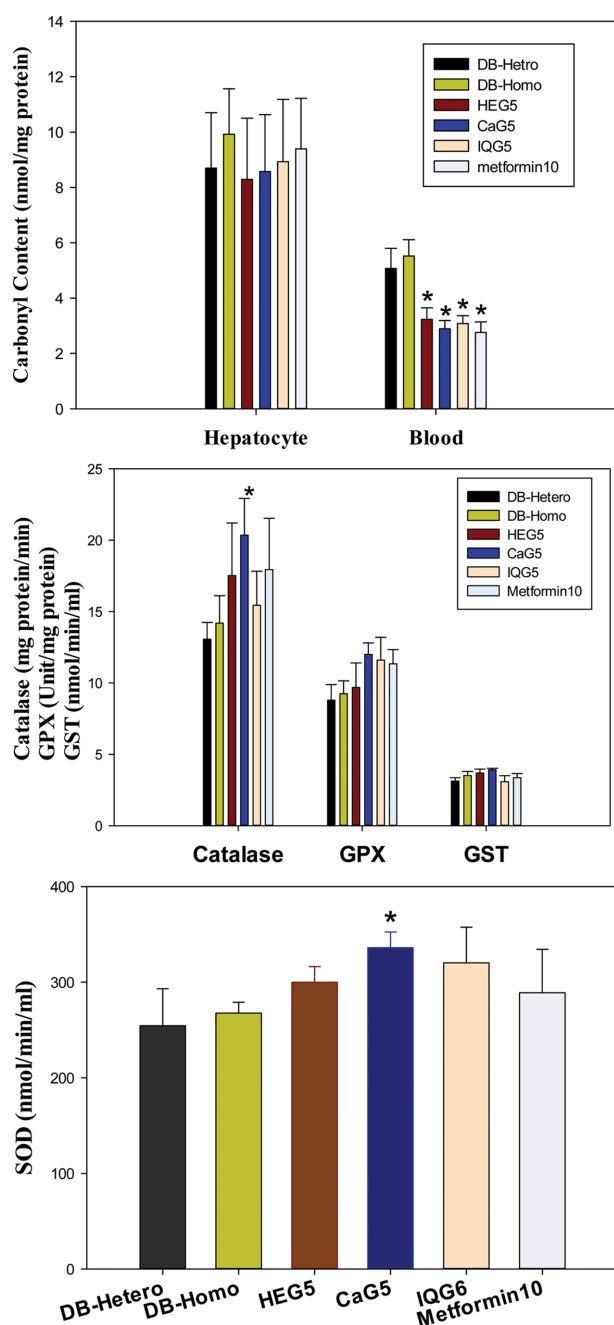 Carbonyl Content (nmol/mg protein)
14
12
10
8
6
4
2
0
DB-Hetro
DB-Homo
HEG5
CaG5
IQG5
metformin10
* * * *
Hepatocyte Blood
Catalase (mg protein/min)
GPX (Unit/mg protein)
GST (nmol/min/ml)
25
20
15
10
5
0
DB-Hetero
DB-Homo
HEG5
CaG5
IQG5
Metformin10
*
Catalase GPX GST
SOD (nmol/min/ml)
400
300
200
100
0
*
DB-Hetero DB-Homo HEG5 CaG5 IQG6 Metformin10